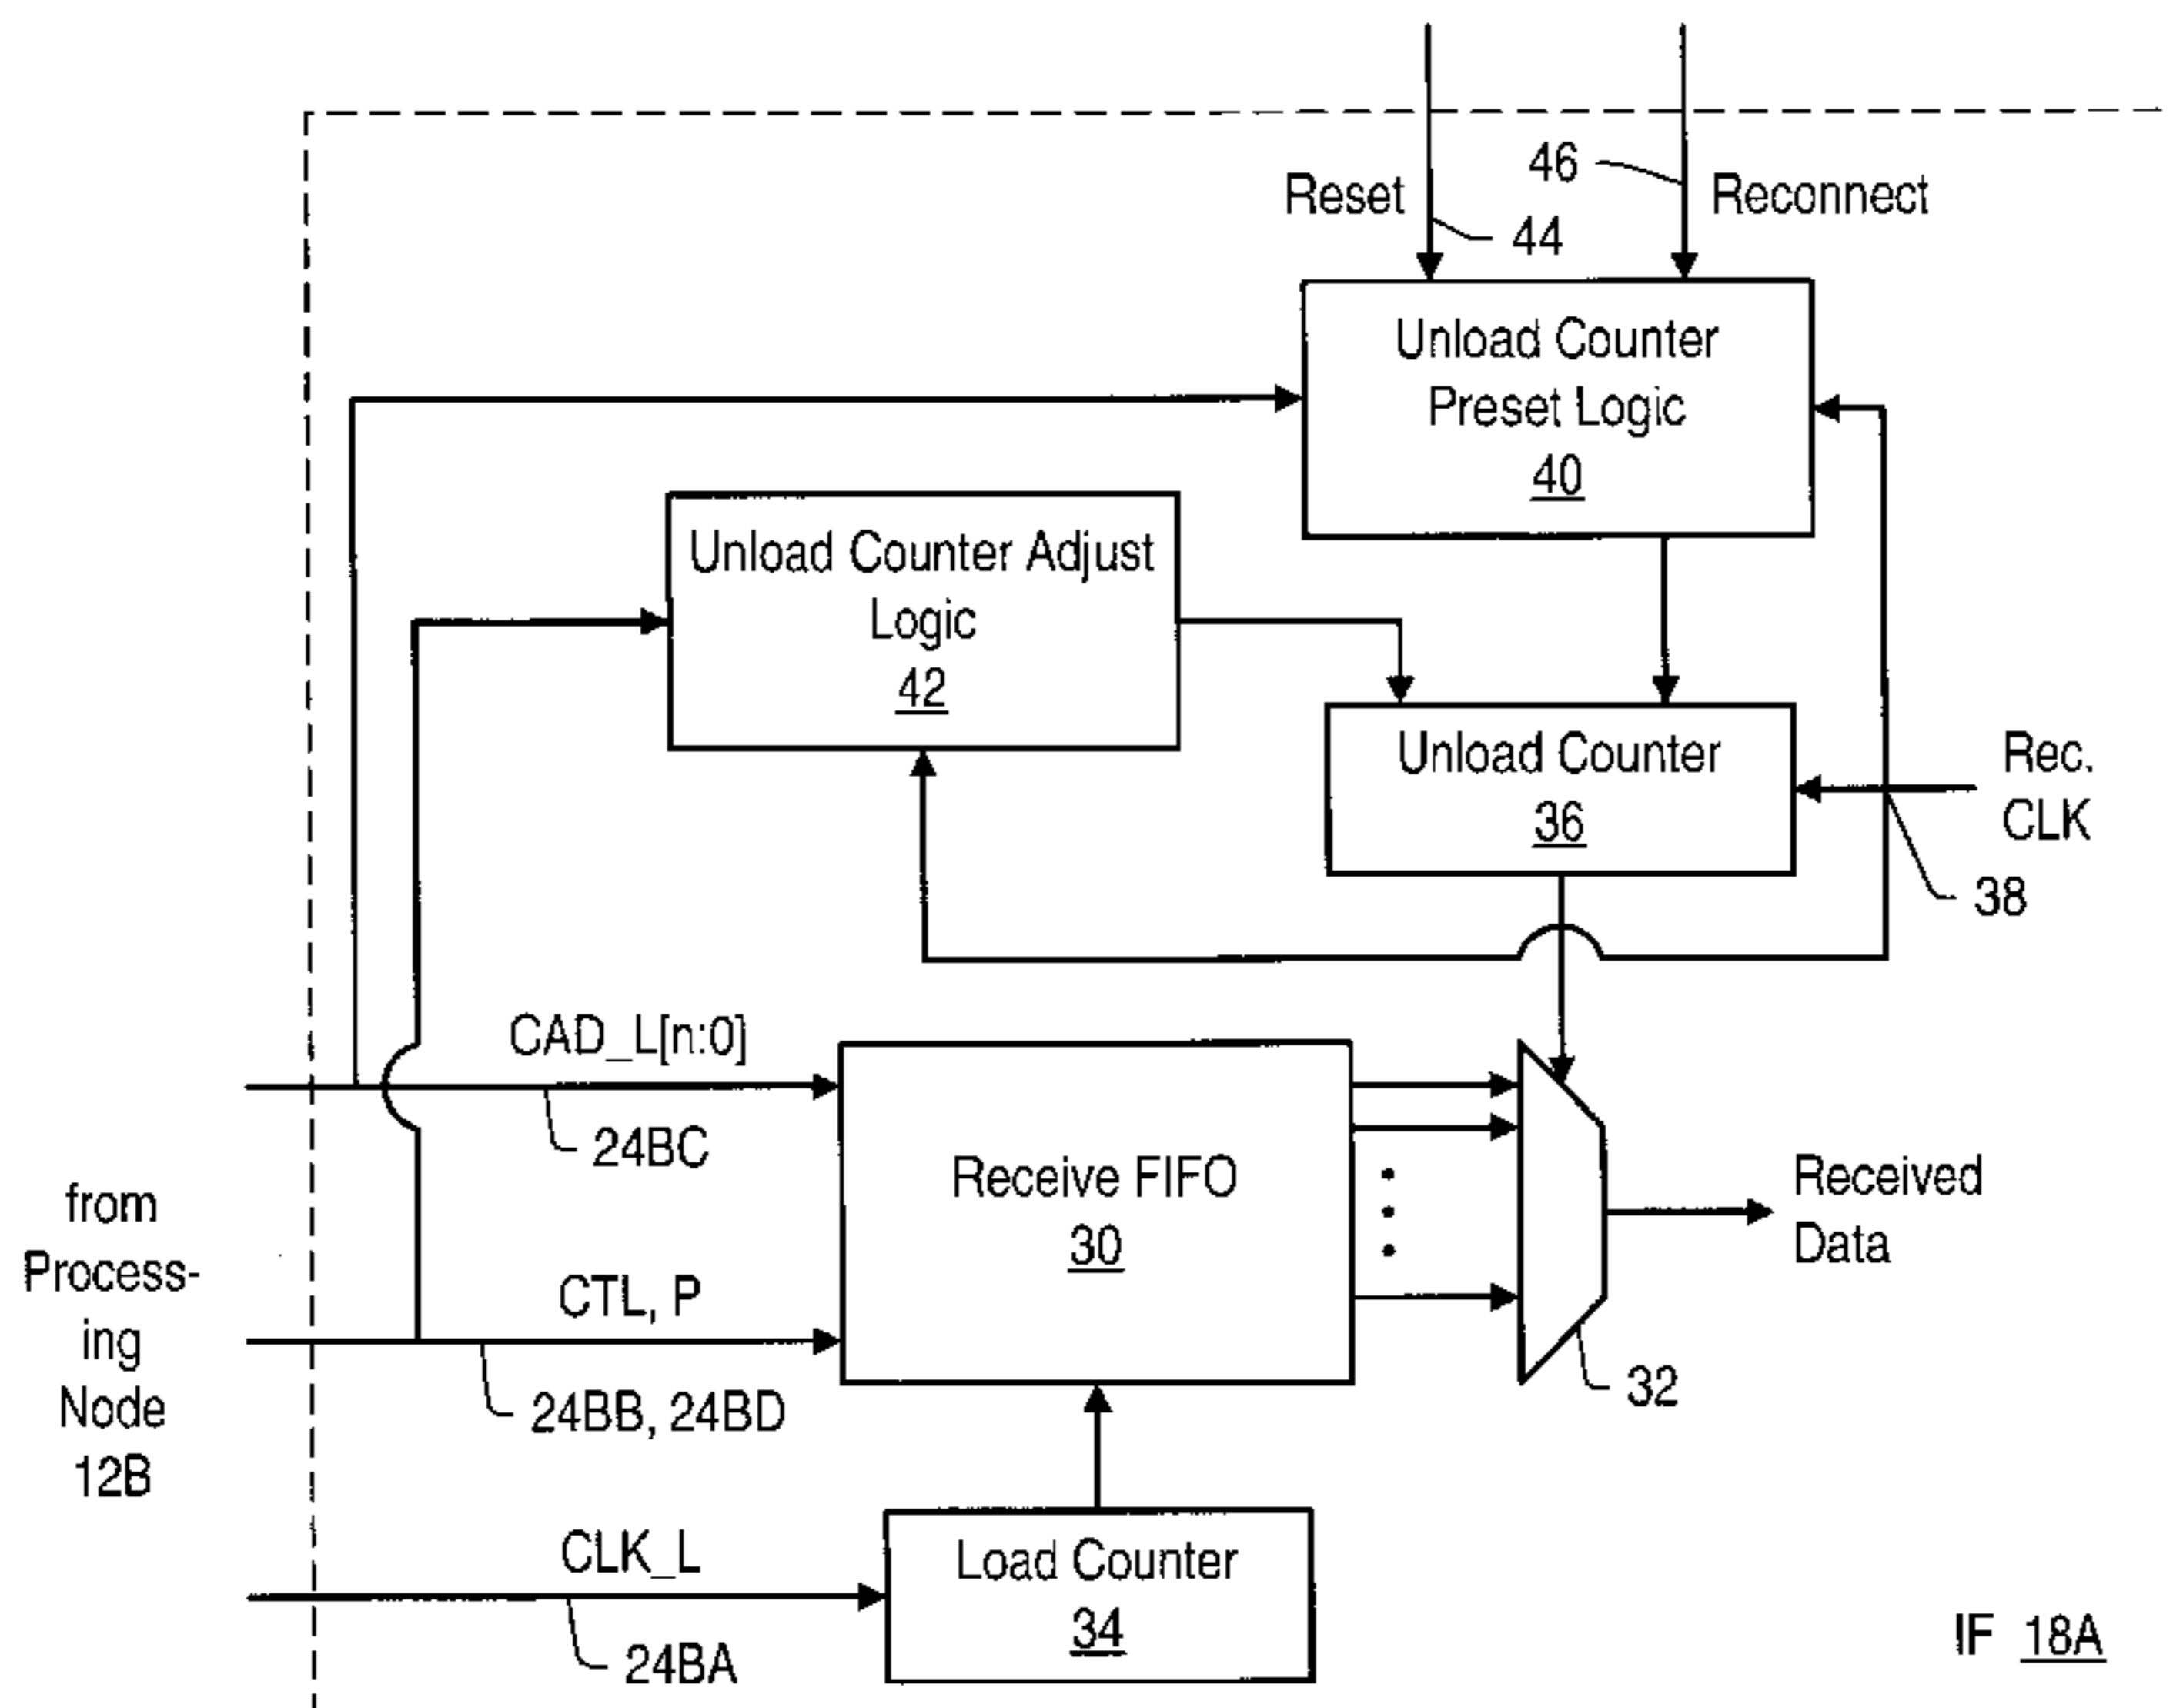 46
Reset
Reconnect
44
Unload Counter
Preset Logic
40
Unload Counter Adjust
Logic
42
Unload Counter
36
Rec.
CLK
38
CAD_L[n:0]
24BC
from
Process-
ing
Node
12B
Receive FIFO
30
Received
Data
CTL, P
24BB, 24BD
32
CLK_L
24BA
Load Counter
34
IF 18A